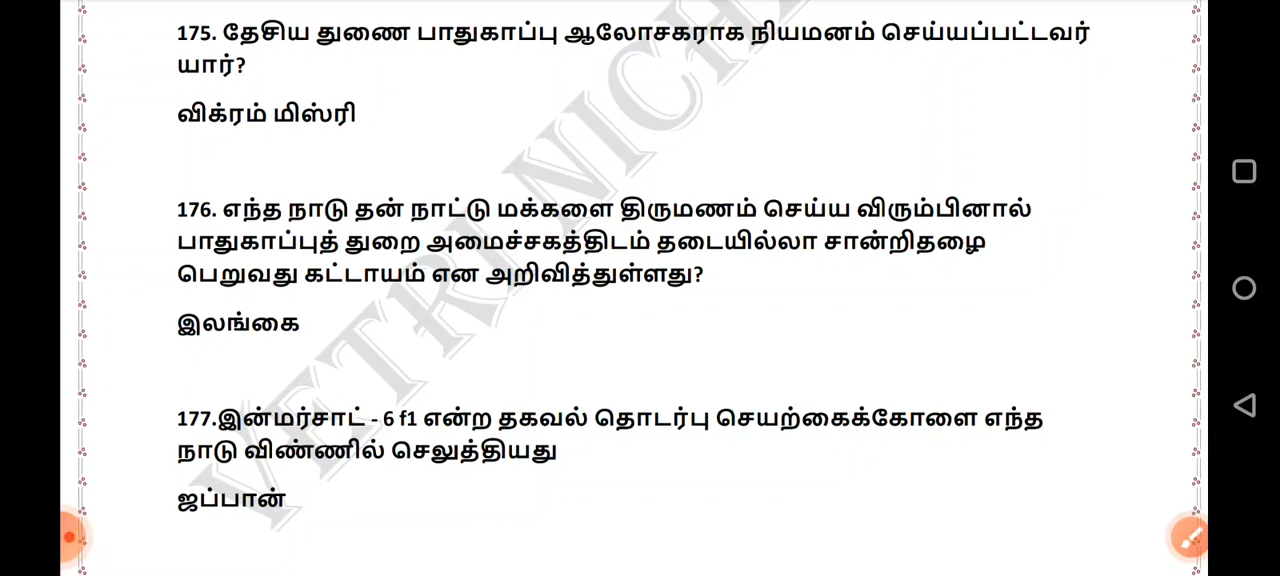 175. தேசிய துணை பாதுகாப்பு ஆலோசகராக நியமனம் செய்யப்பட்டவர்
யார்?
விக்ரம் மிஸ்ரி
176. எந்த நாடு தன் நாட்டு மக்களை திருமணம் செய்ய விரும்பினால்
பாதுகாப்புத் துறை அமைச்சகத்திடம் தடையில்லா சான்றிதழை
பெறுவது கட்டாயம் என அறிவித்துள்ளது?
இலங்கை
177.இன்மர்சாட் - 6 f1 என்ற தகவல் தொடர்பு செயற்கைக்கோளை எந்த
நாடு விண்ணில் செலுத்தியது
ஜப்பான்
VETRI NICH